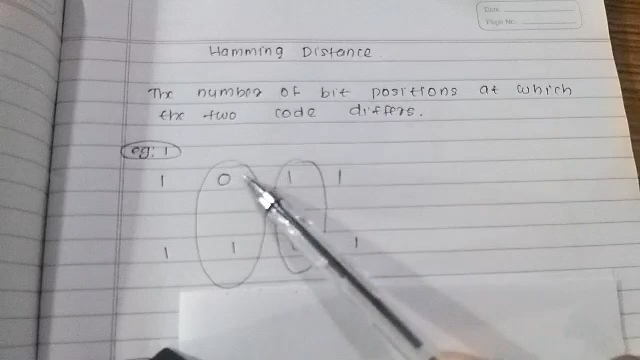 Date:
Page No:
Hamming Distance
The number of bit positions at which
the two code differs.
eg: 1
1 0 1 1
1 1 1